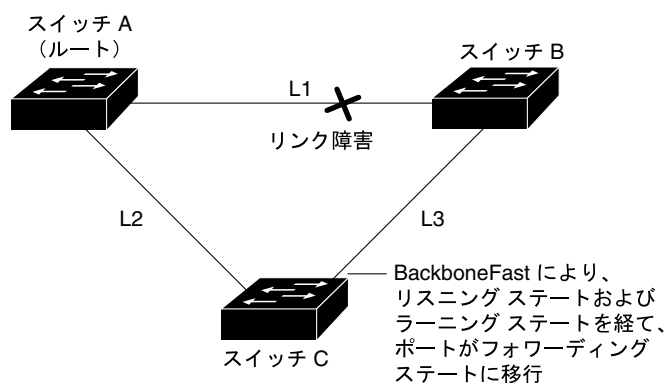 スイッチ A
（ルート）
スイッチ B
L1
リンク障害
L2
L3
BackboneFast により、
リスニング ステートおよび
ラーニング ステートを経て、
ポートがフォワーディング
ステートに移行
スイッチ C